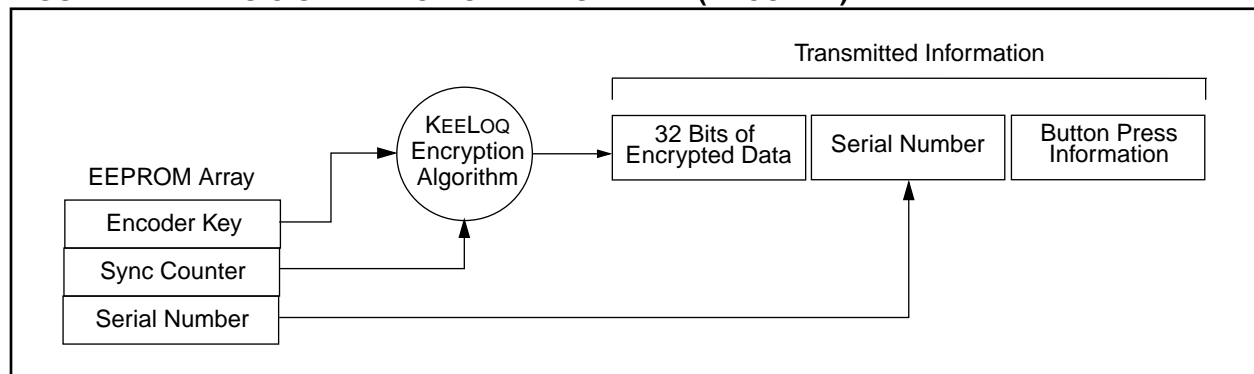 Transmitted Information
KEELOQ
Encryption
Algorithm
32 Bits of
Encrypted Data
Serial Number
Button Press
Information
EEPROM Array
Encoder Key
Sync Counter
Serial Number